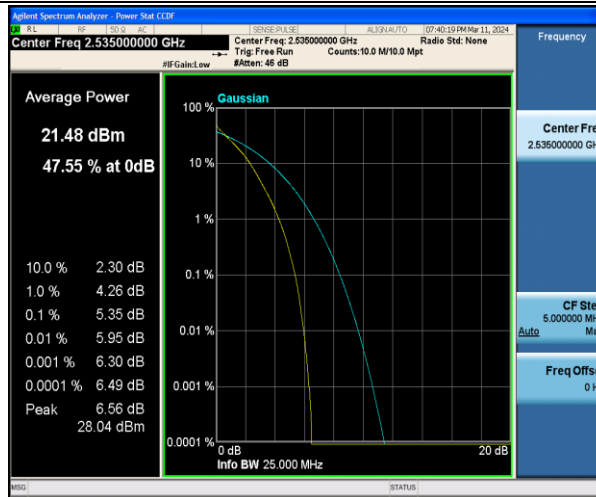 Agilent Spectrum Analyzer - Power Stat CCDF
RL RF 50 Ω AC SENSE:PULSE ALIGN AUTO 07:40:19 PM Mar 11, 2024
Center Freq 2.535000000 GHz
Center Freq: 2.535000000 GHz Radio Std: None
Trig: Free Run Counts:10.0 M/10.0 Mpt
#IFGain:Low #Atten: 46 dB
Frequency
Average Power
21.48 dBm
47.55 % at 0dB
10.0 % 2.30 dB
1.0 % 4.26 dB
0.1 % 5.35 dB
0.01 % 5.95 dB
0.001 % 6.30 dB
0.0001 % 6.49 dB
Peak 6.56 dB
28.04 dBm
Gaussian
100 %
10 %
1 %
0.1 %
0.01 %
0.001 %
0.0001 %
0 dB 20 dB
Info BW 25.000 MHz
Center Fre
2.535000000 GH
CF Ste
5.000000 MH
Auto Ma
Freq Offs
0 H
MSG STATUS